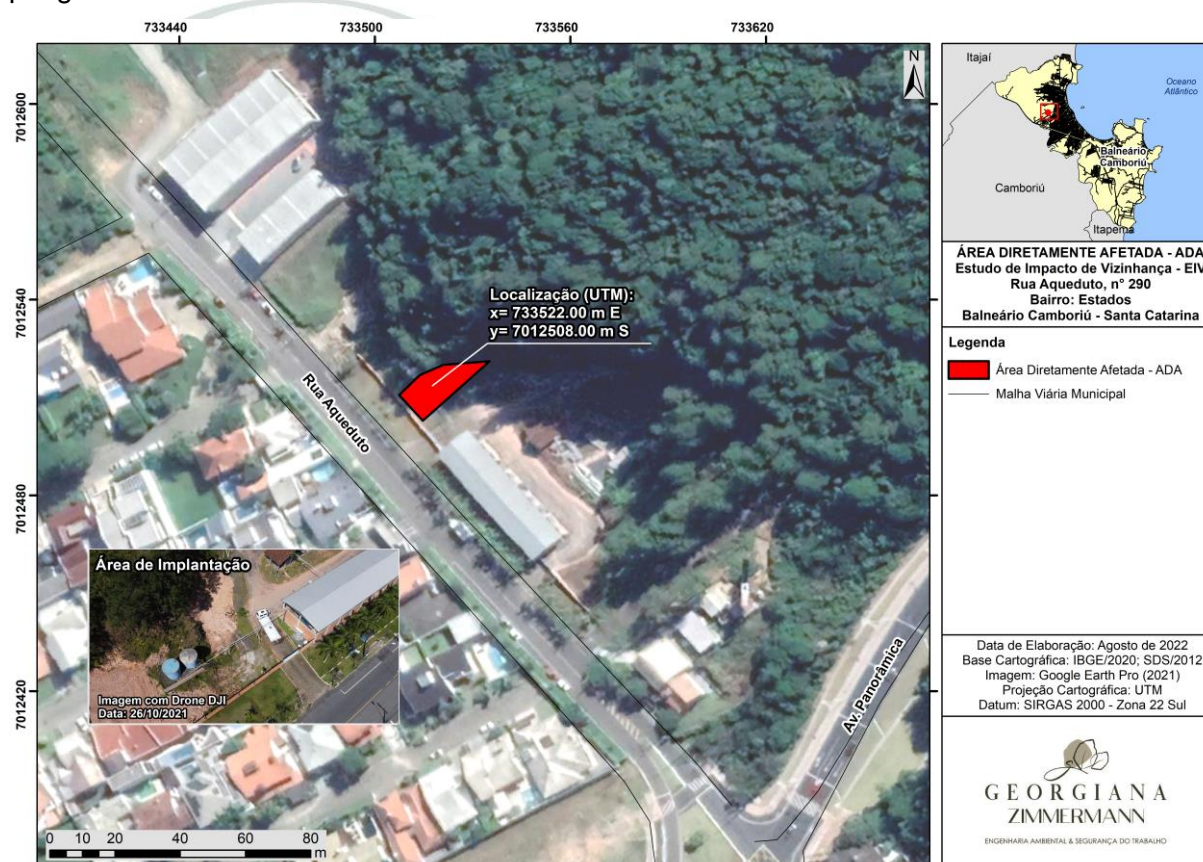 733440 733500 733560 733620
7012600
7012540
7012480
7012420
N
Localização (UTM):
x= 733522.00 m E
y= 7012508.00 m S
Rua Aqueduto
Av. Panorâmica
Área de Implantação
Imagem com Drone DJI
Data: 26/10/2021
0 10 20 40 60 80
m
Itajaí
Oceano
Atlântico
Balneário
Camboriú
Camboriú
Itapema
ÁREA DIRETAMENTE AFETADA - ADA
Estudo de Impacto de Vizinhança - EIV
Rua Aqueduto, n° 290
Bairro: Estados
Balneário Camboriú - Santa Catarina
Legenda
Área Diretamente Afetada - ADA
Malha Viária Municipal
Data de Elaboração: Agosto de 2022
Base Cartográfica: IBGE/2020; SDS/2012
Imagem: Google Earth Pro (2021)
Projeção Cartográfica: UTM
Datum: SIRGAS 2000 - Zona 22 Sul
GEORGIANA
ZIMMERMANN
ENGENHARIA AMBIENTAL & SEGURANÇA DO TRABALHO